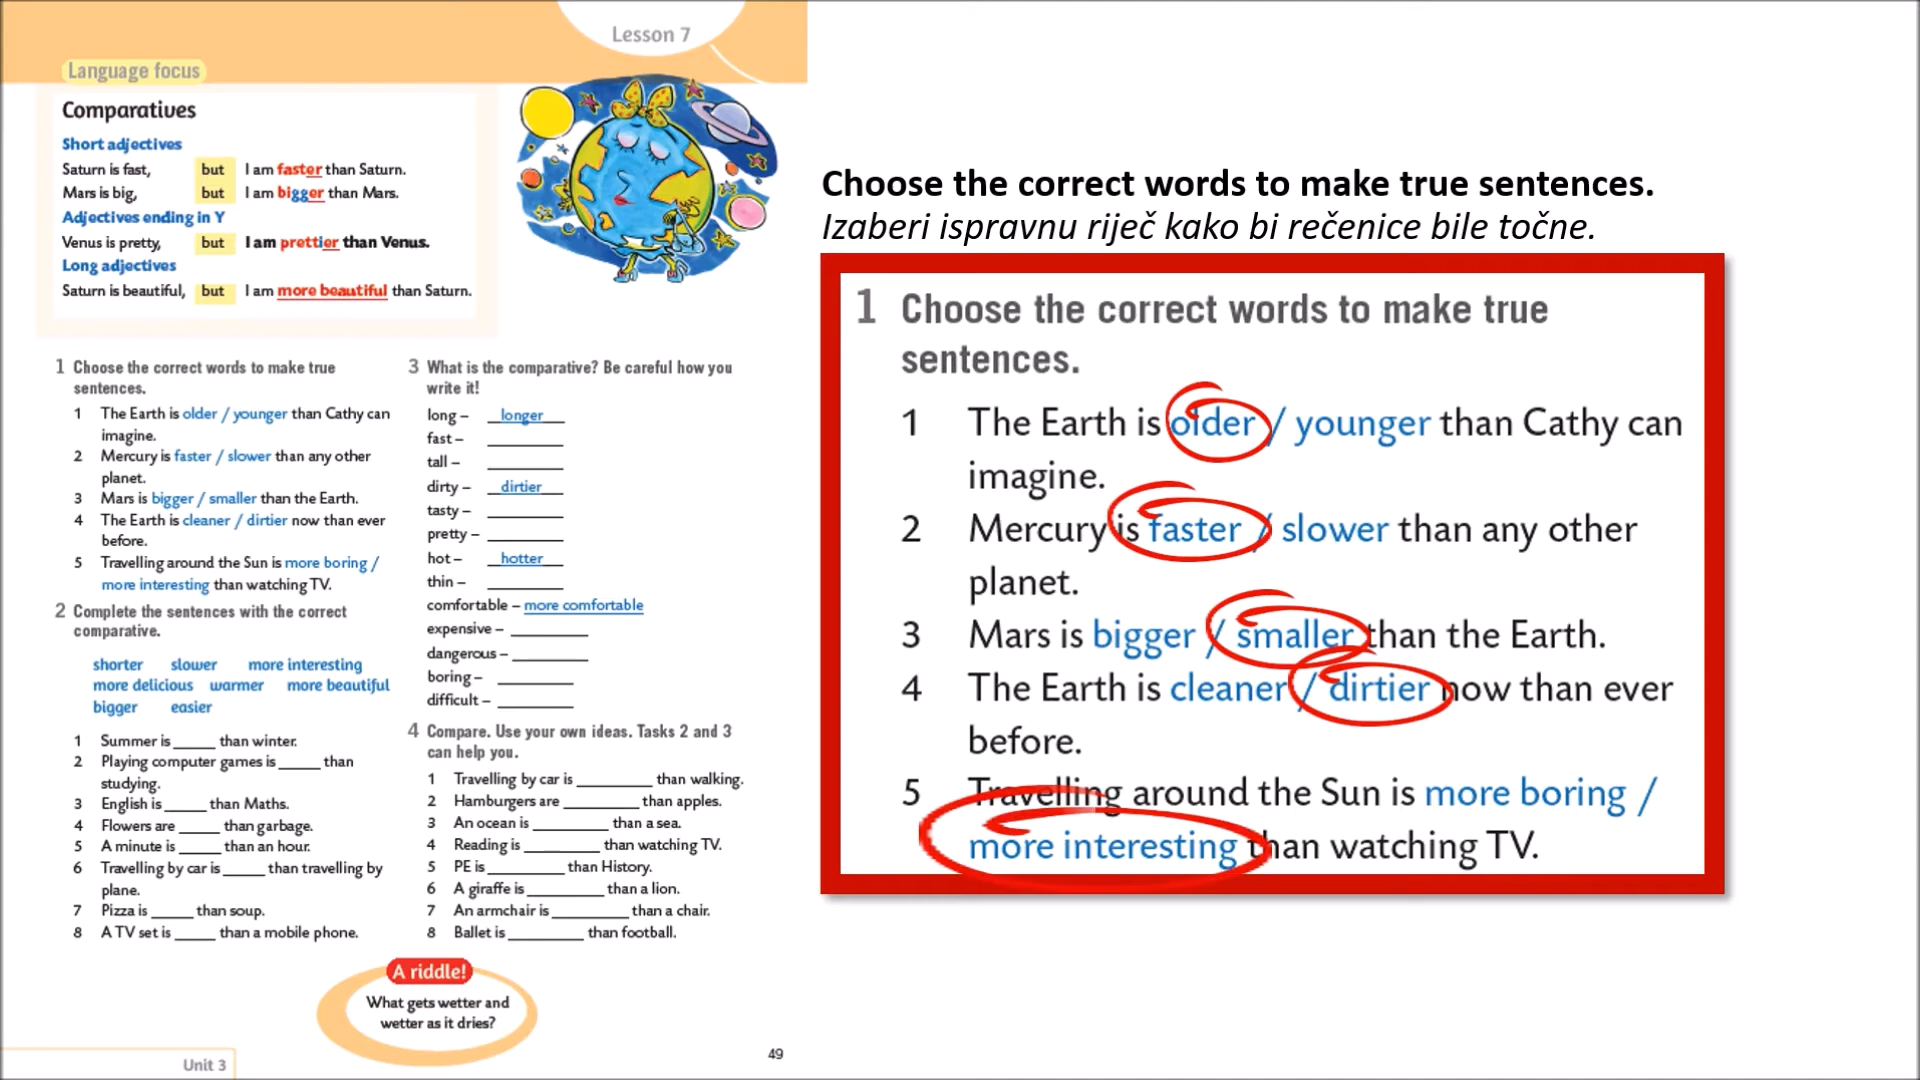 Lesson 7
Language focus
Comparatives
Short adjectives
Saturn is fast, but I am faster than Saturn.
Mars is big, but I am bigger than Mars.
Adjectives ending in Y
Venus is pretty, but I am prettier than Venus.
Long adjectives
Saturn is beautiful, but I am more beautiful than Saturn.
1 Choose the correct words to make true
sentences.
1 The Earth is older / younger than Cathy can
imagine.
2 Mercury is faster / slower than any other
planet.
3 Mars is bigger / smaller than the Earth.
4 The Earth is cleaner / dirtier now than ever
before.
5 Travelling around the Sun is more boring /
more interesting than watching TV.
2 Complete the sentences with the correct
comparative.
shorter slower more interesting
more delicious warmer more beautiful
bigger easier
1 Summer is _____ than winter.
2 Playing computer games is _____ than
studying.
3 English is _____ than Maths.
4 Flowers are _____ than garbage.
5 A minute is _____ than an hour.
6 Travelling by car is _____ than travelling by
plane.
7 Pizza is _____ than soup.
8 A TV set is _____ than a mobile phone.
3 What is the comparative? Be careful how you
write it!
long – longer
fast – _________
tall – _________
dirty – dirtier
tasty – _________
pretty – _________
hot – hotter
thin – _________
comfortable – more comfortable
expensive – _________
dangerous – _________
boring – _________
difficult – _________
4 Compare. Use your own ideas. Tasks 2 and 3
can help you.
1 Travelling by car is _________ than walking.
2 Hamburgers are _________ than apples.
3 An ocean is _________ than a sea.
4 Reading is _________ than watching TV.
5 PE is _________ than History.
6 A giraffe is _________ than a lion.
7 An armchair is _________ than a chair.
8 Ballet is _________ than football.
A riddle!
What gets wetter and
wetter as it dries?
Unit 3
49
Choose the correct words to make true sentences.
Izaberi ispravnu riječ kako bi rečenice bile točne.
1 Choose the correct words to make true
sentences.
1 The Earth is older / younger than Cathy can
imagine.
2 Mercury is faster / slower than any other
planet.
3 Mars is bigger / smaller than the Earth.
4 The Earth is cleaner / dirtier now than ever
before.
5 Travelling around the Sun is more boring /
more interesting than watching TV.